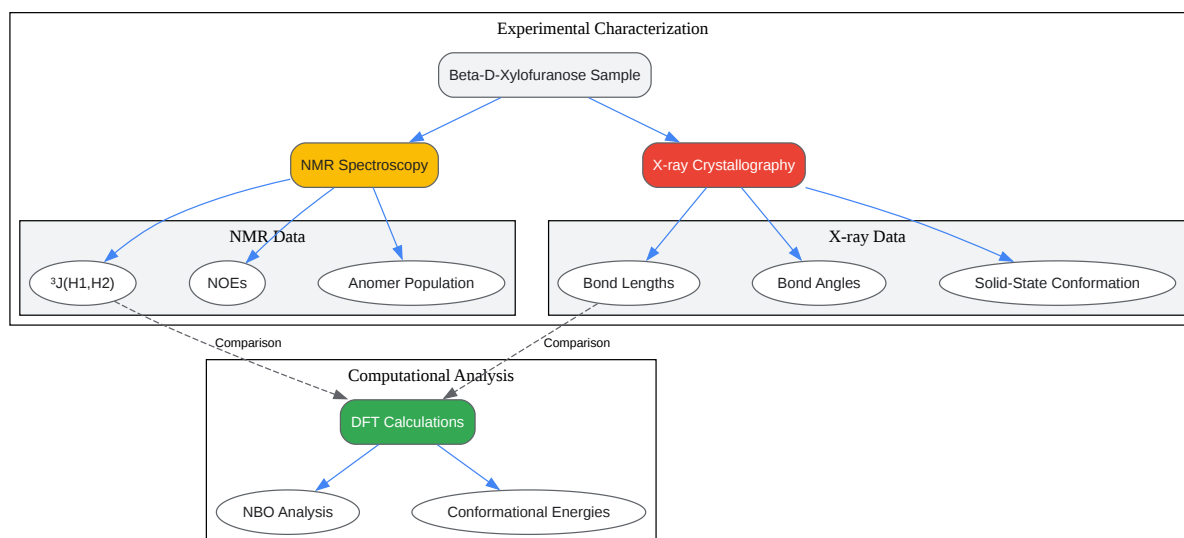 Experimental Characterization
Beta-D-Xylofuranose Sample
NMR Spectroscopy
X-ray Crystallography
NMR Data
X-ray Data
³J(H1,H2)
NOEs
Anomer Population
Bond Lengths
Bond Angles
Solid-State Conformation
Comparison
Comparison
Computational Analysis
DFT Calculations
NBO Analysis
Conformational Energies